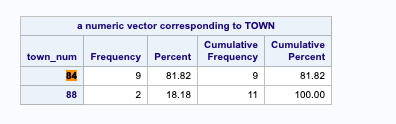 a numeric vector corresponding to TOWN
town_num Frequency Percent Cumulative Frequency Cumulative Percent
84 9 81.82 9 81.82
88 2 18.18 11 100.00